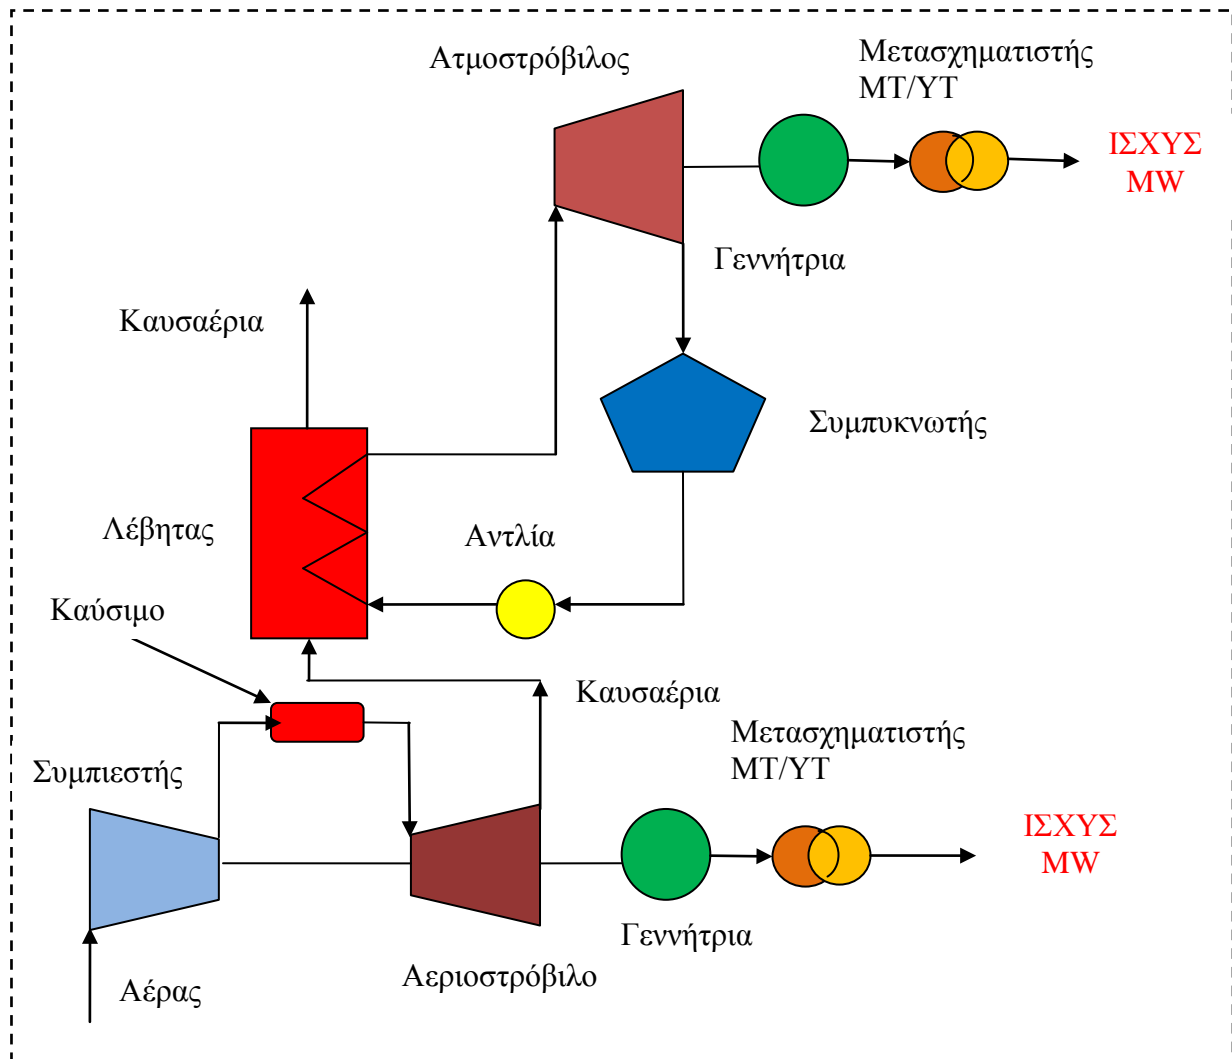 Ατμοστρόβιλος
Μετασχηματιστής
ΜΤ/ΥΤ
ΙΣΧΥΣ
MW
Γεννήτρια
Καυσαέρια
Συμπυκνωτής
Λέβητας
Αντλία
Καύσιμο
Καυσαέρια
Μετασχηματιστής
ΜΤ/ΥΤ
Συμπιεστής
ΙΣΧΥΣ
MW
Γεννήτρια
Αεριοστρόβιλο
Αέρας